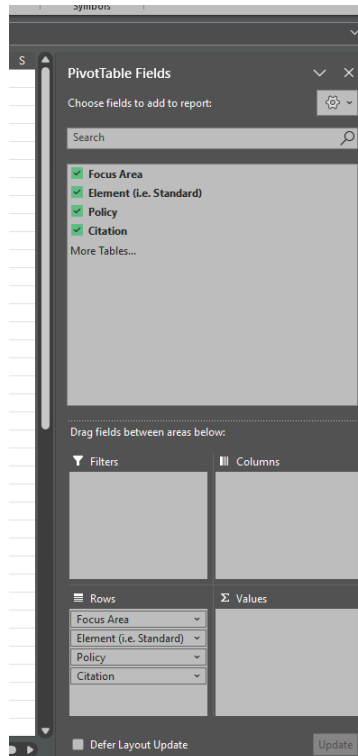 Symbols
S
PivotTable Fields
Choose fields to add to report:
Search
Focus Area
Element (i.e. Standard)
Policy
Citation
More Tables...
Drag fields between areas below:
Filters
Columns
Rows
Σ Values
Focus Area
Element (i.e. Standard)
Policy
Citation
Defer Layout Update
Update